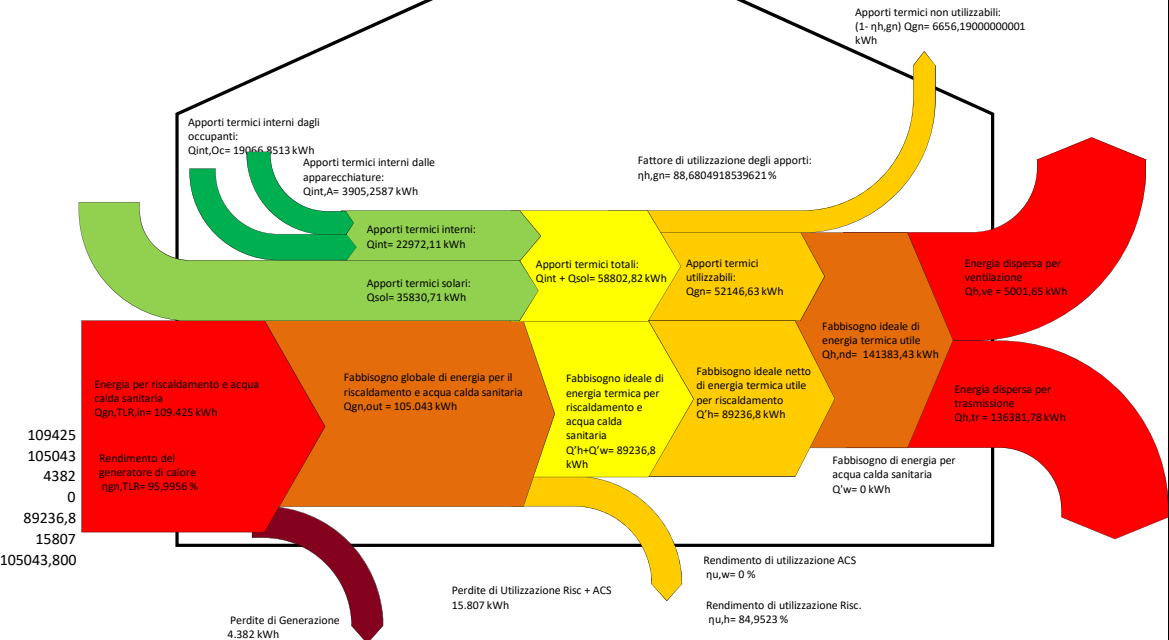 Apporti termici non utilizzabili:
(1- ηh,gn) Qgn= 6656,19000000001
kWh
Apporti termici interni dagli
occupanti:
Qint,Oc= 19066,8513 kWh
Apporti termici interni dalle
apparecchiature:
Qint,A= 3905,2587 kWh
Fattore di utilizzazione degli apporti:
ηh,gn= 88,6804918539621 %
Apporti termici interni:
Qint= 22972,11 kWh
Apporti termici solari:
Qsol= 35830,71 kWh
Apporti termici totali:
Qint + Qsol= 58802,82 kWh
Apporti termici
utilizzabili:
Qgn= 52146,63 kWh
Energia dispersa per
ventilazione
Qh,ve = 5001,65 kWh
Fabbisogno ideale di
energia termica utile
Qh,nd=  141383,43 kWh
Energia per riscaldamento e acqua
calda sanitaria
Qgn,TLR,in= 109.425 kWh
Rendimento del
generatore di calore
ηgn,TLR= 95,9956 %
Fabbisogno globale di energia per il
riscaldamento e acqua calda sanitaria
Qgn,out = 105.043 kWh
Fabbisogno ideale di
energia termica per
riscaldamento e
acqua calda
sanitaria
Q’h+Q’w= 89236,8
kWh
Fabbisogno ideale netto
di energia termica utile
per riscaldamento
Q’h= 89236,8 kWh
Energia dispersa per
trasmissione
Qh,tr = 136381,78 kWh
Fabbisogno di energia per
acqua calda sanitaria
Q’w= 0 kWh
109425
105043
4382
0
89236,8
15807
105043,800
Rendimento di utilizzazione ACS
ηu,w= 0 %
Rendimento di utilizzazione Risc.
ηu,h= 84,9523 %
Perdite di Utilizzazione Risc + ACS
15.807 kWh
Perdite di Generazione
4.382 kWh